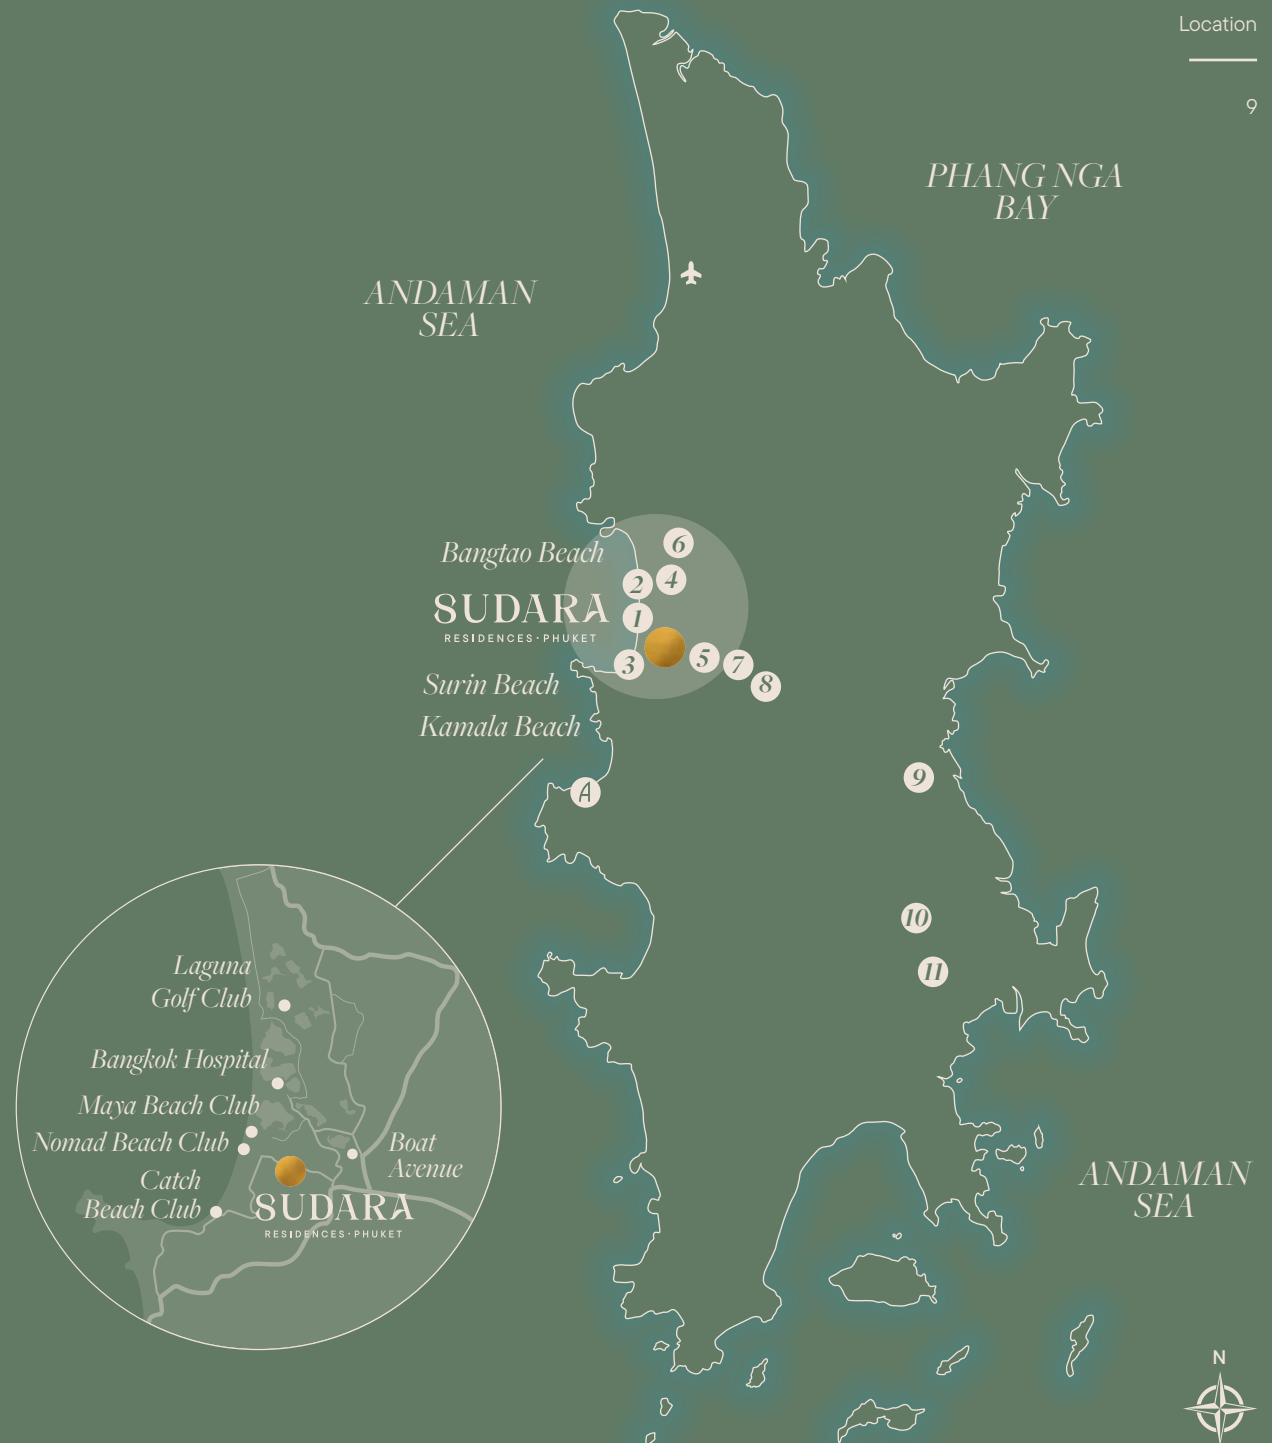 Location
9
PHANG NGA
BAY
ANDAMAN
SEA
Bangtao Beach
6
2
4
SUDARA
RESIDENCES·PHUKET
1
3
5
7
8
Surin Beach
Kamala Beach
A
9
10
11
Laguna
Golf Club
Bangkok Hospital
Maya Beach Club
Nomad Beach Club
Boat
Avenue
Catch
Beach Club
SUDARA
RESIDENCES·PHUKET
ANDAMAN
SEA
N